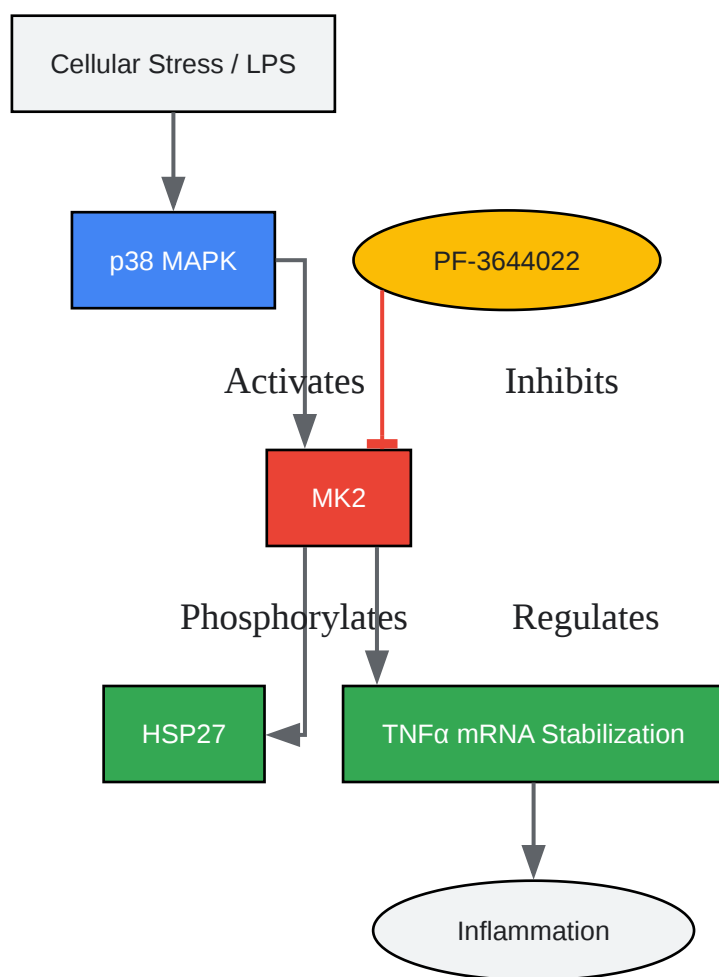 Cellular Stress / LPS
p38 MAPK
PF-3644022
Activates
Inhibits
MK2
Phosphorylates
Regulates
HSP27
TNFα mRNA Stabilization
Inflammation